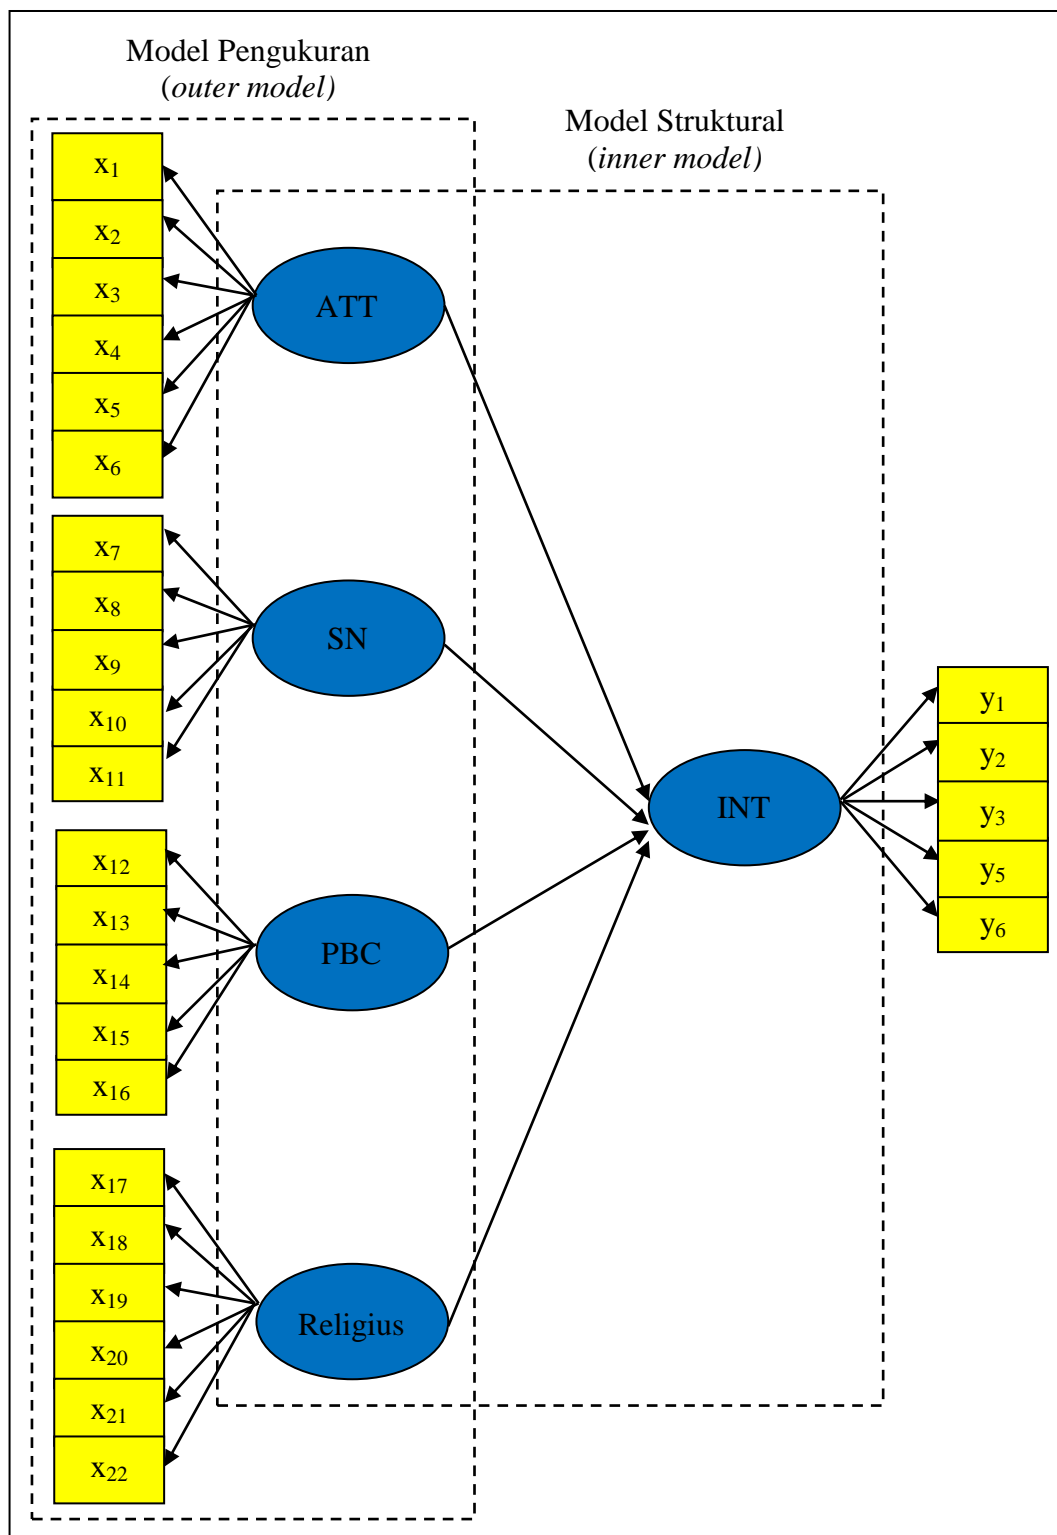 Model Pengukuran
(outer model)
Model Struktural
(inner model)
x1
x2
x3
x4
x5
x6
ATT
x7
x8
x9
x10
x11
SN
x12
x13
x14
x15
x16
PBC
x17
x18
x19
x20
x21
x22
Religius
INT
y1
y2
y3
y5
y6